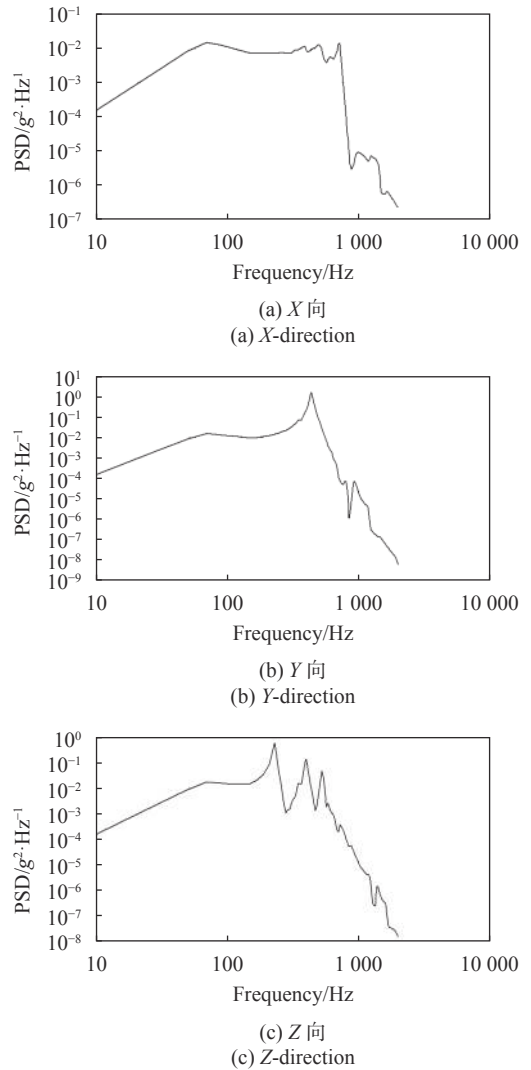 10⁻¹
10⁻²
10⁻³
10⁻⁴
10⁻⁵
10⁻⁶
10⁻⁷
PSD/g²·Hz¹
10 100 1 000 10 000
Frequency/Hz
(a) X 向
(a) X-direction
10¹
10⁰
10⁻¹
10⁻²
10⁻³
10⁻⁴
10⁻⁵
10⁻⁶
10⁻⁷
10⁻⁸
10⁻⁹
PSD/g²·Hz⁻¹
10 100 1 000 10 000
Frequency/Hz
(b) Y 向
(b) Y-direction
10⁰
10⁻¹
10⁻²
10⁻³
10⁻⁴
10⁻⁵
10⁻⁶
10⁻⁷
10⁻⁸
PSD/g²·Hz⁻¹
10 100 1 000 10 000
Frequency/Hz
(c) Z 向
(c) Z-direction